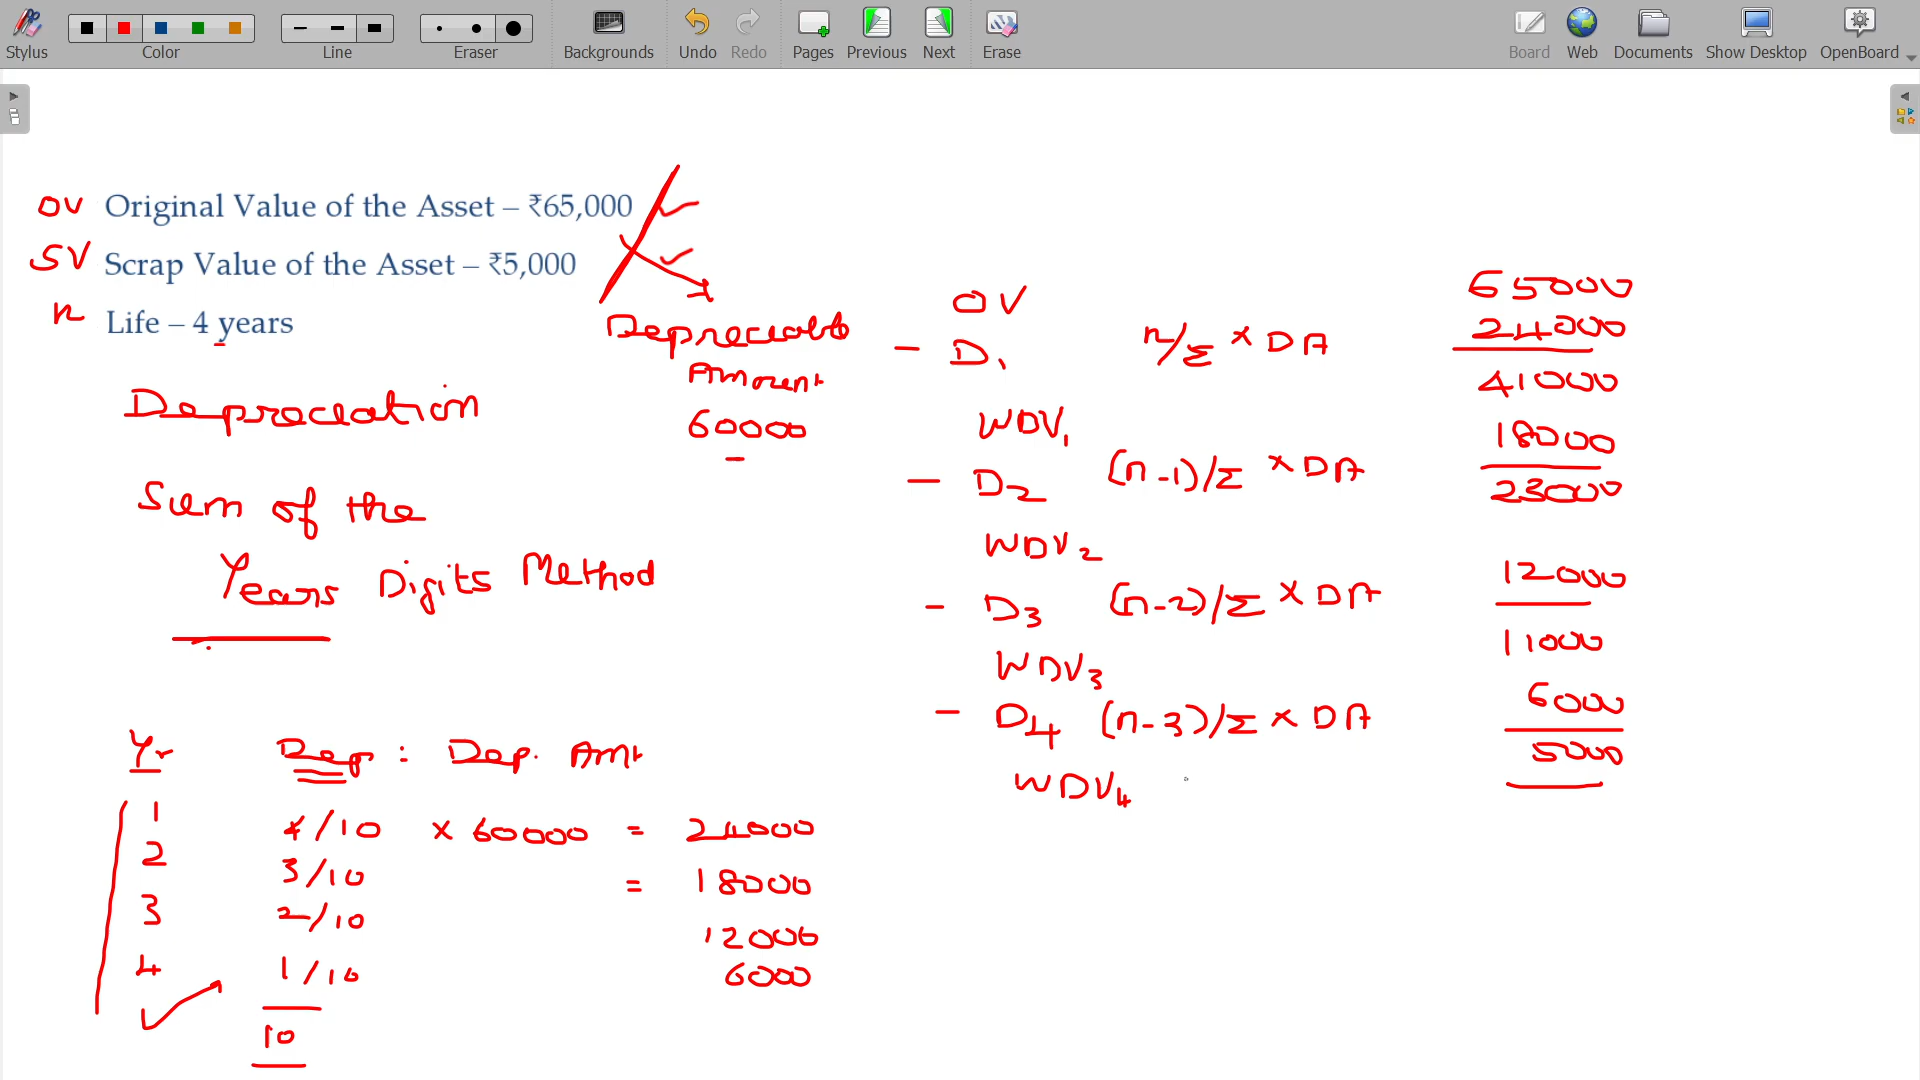 Stylus Color Line Eraser Backgrounds Undo Redo Pages Previous Next Erase Board Web Documents Show Desktop OpenBoard
OV Original Value of the Asset – ₹65,000
SV Scrap Value of the Asset – ₹5,000
n Life – 4 years
Depreciable
Amount
60000
Depreciation
Sum of the
Years Digits Method
Yr Dep : Dep. Amt
1 4/10 × 60000 = 24000
2 3/10 = 18000
3 2/10 12000
4 1/10 6000
10
OV 65000
- D1 n/Σ × DA 24000
WDV1 41000
- D2 (n-1)/Σ × DA 18000
WDV2 23000
- D3 (n-2)/Σ × DA 12000
WDV3 11000
- D4 (n-3)/Σ × DA 6000
WDV4 5000